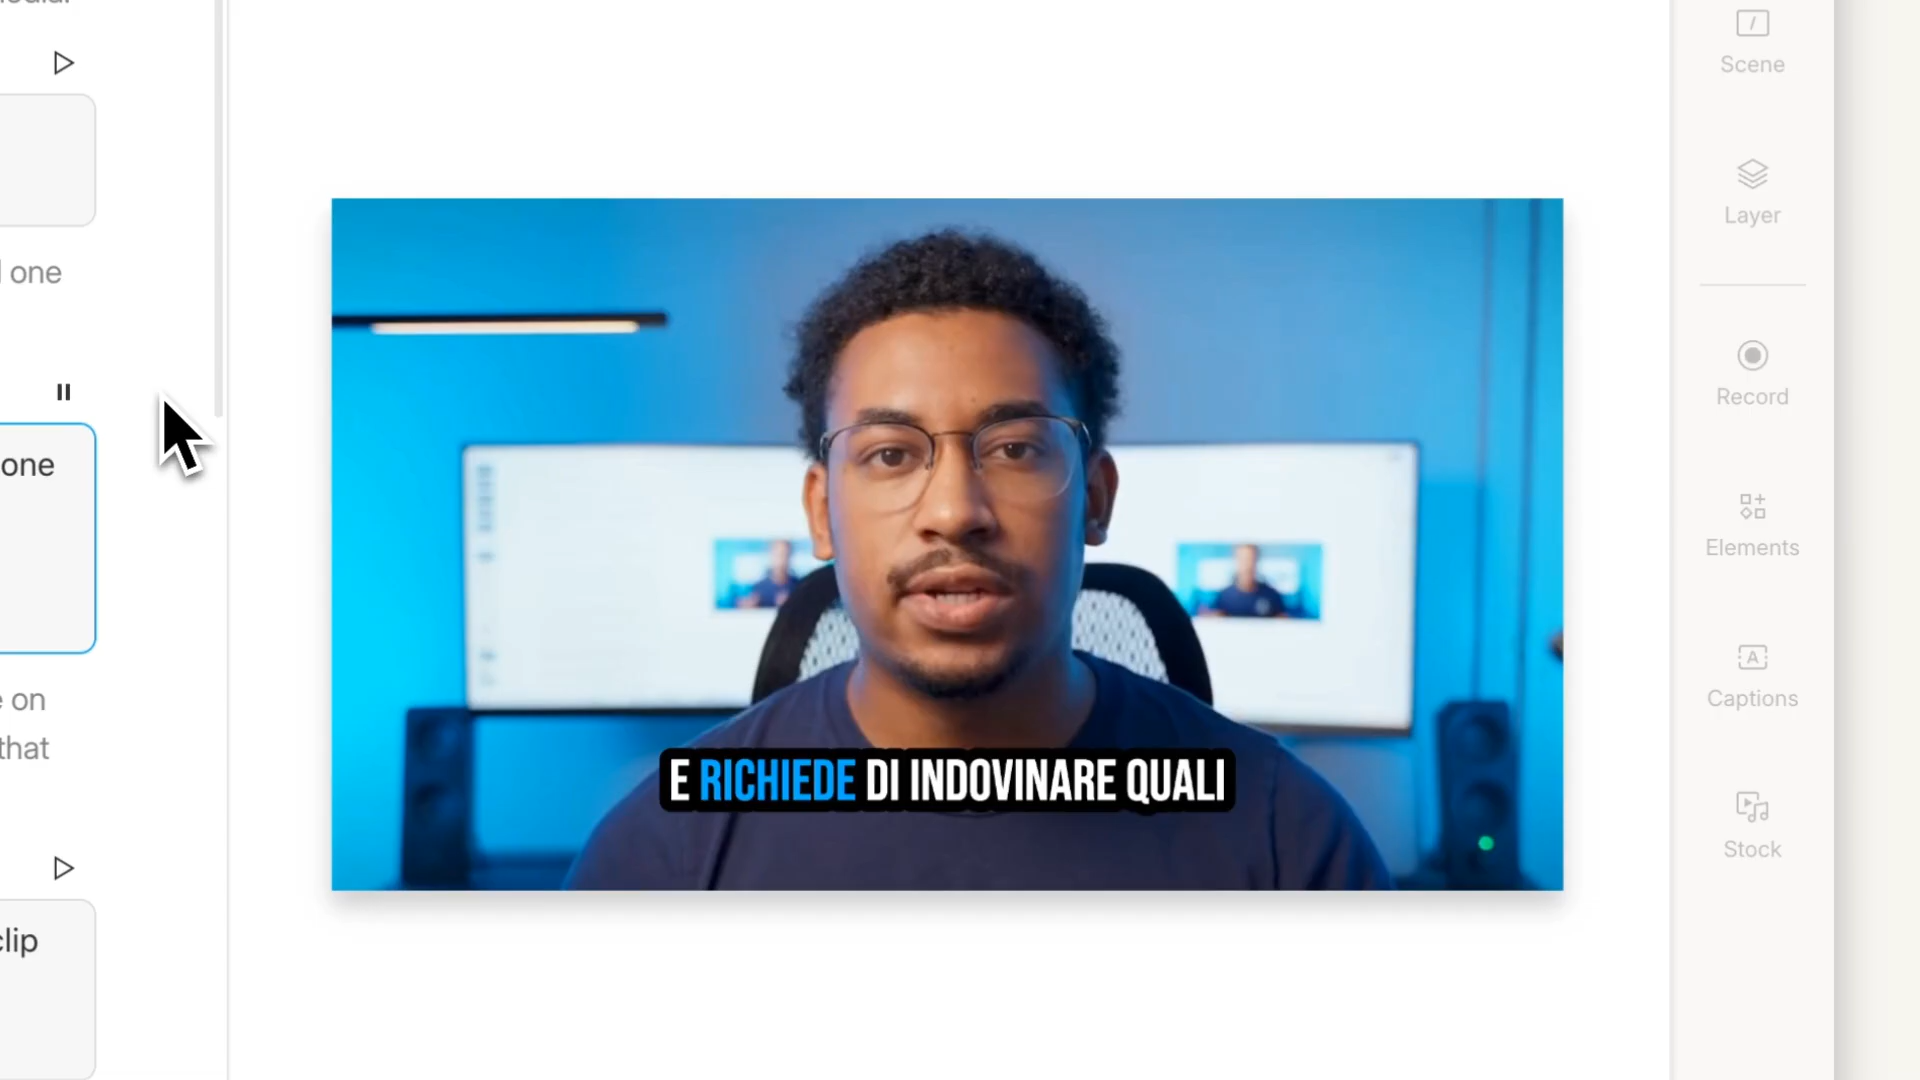 one
one
e on
that
clip
E RICHIEDE DI INDOVINARE QUALI
Scene
Layer
Record
Elements
A
Captions
Stock